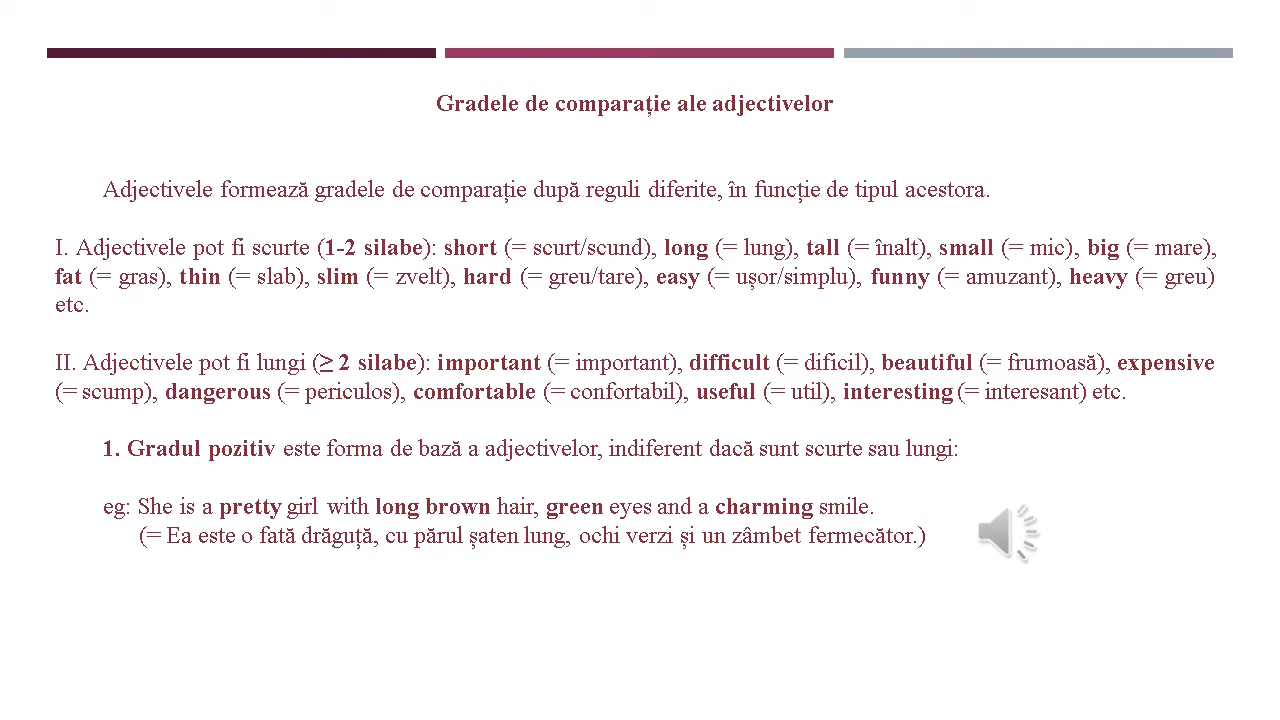 Gradele de comparație ale adjectivelor
Adjectivele formează gradele de comparație după reguli diferite, în funcție de tipul acestora.
I. Adjectivele pot fi scurte (1-2 silabe): short (= scurt/scund), long (= lung), tall (= înalt), small (= mic), big (= mare),
fat (= gras), thin (= slab), slim (= zvelt), hard (= greu/tare), easy (= ușor/simplu), funny (= amuzant), heavy (= greu)
etc.
II. Adjectivele pot fi lungi (≥ 2 silabe): important (= important), difficult (= dificil), beautiful (= frumoasă), expensive
(= scump), dangerous (= periculos), comfortable (= confortabil), useful (= util), interesting (= interesant) etc.
1. Gradul pozitiv este forma de bază a adjectivelor, indiferent dacă sunt scurte sau lungi:
eg: She is a pretty girl with long brown hair, green eyes and a charming smile.
(= Ea este o fată drăguță, cu părul șaten lung, ochi verzi și un zâmbet fermecător.)